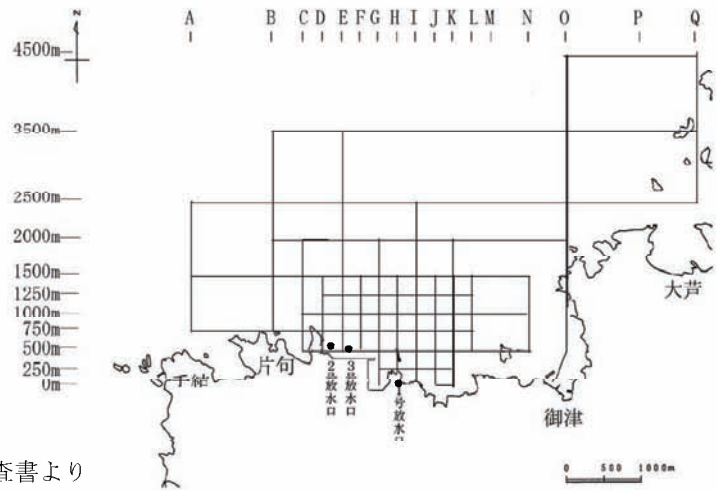 A B C D E F G H I J K L M N O P Q
N
4500m
3500m
2500m
2000m
1500m
1250m
1000m
750m
500m
250m
0m
大芦
片句
手結
2号放水口
3号放水口
1号放水口
御津
査書より
0 500 1000m